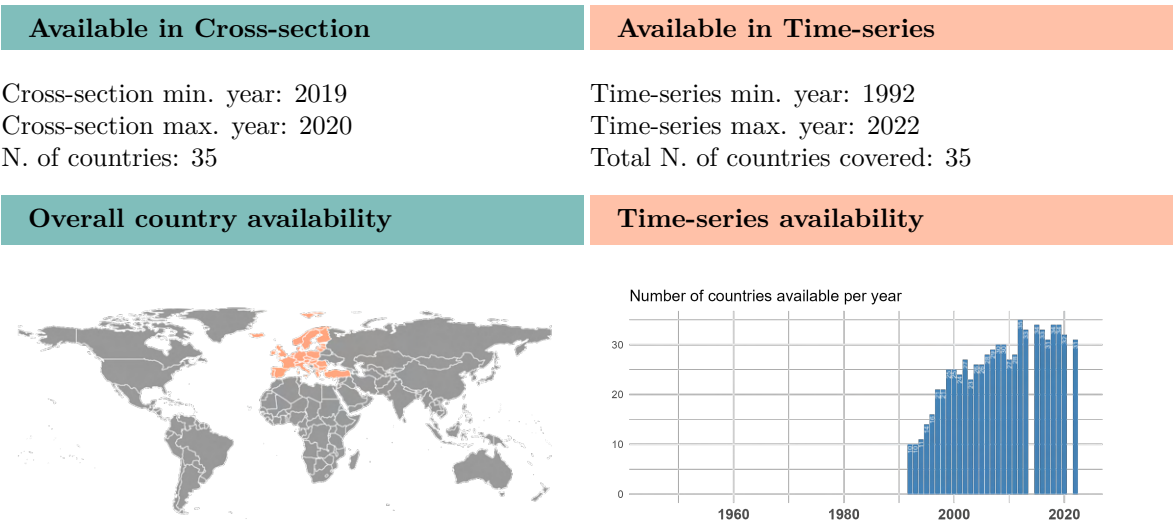 Available in Cross-section
Available in Time-series
Cross-section min. year: 2019
Cross-section max. year: 2020
N. of countries: 35
Time-series min. year: 1992
Time-series max. year: 2022
Total N. of countries covered: 35
Overall country availability
Time-series availability
Number of countries available per year
30
20
10
0
1960
1980
2000
2020